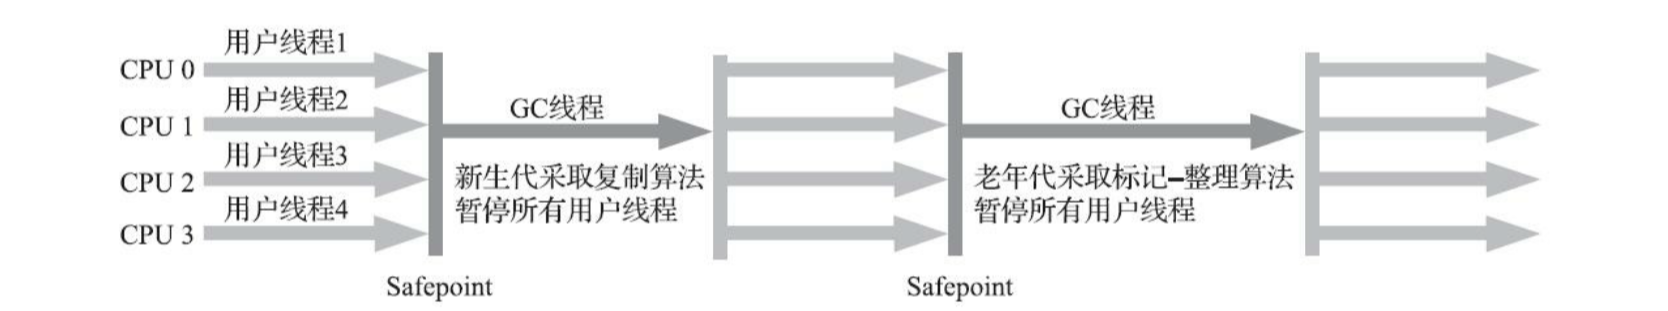 用户线程1
CPU 0
用户线程2
CPU 1
用户线程3
CPU 2
用户线程4
CPU 3
Safepoint
GC线程
新生代采取复制算法
暂停所有用户线程
Safepoint
GC线程
老年代采取标记–整理算法
暂停所有用户线程